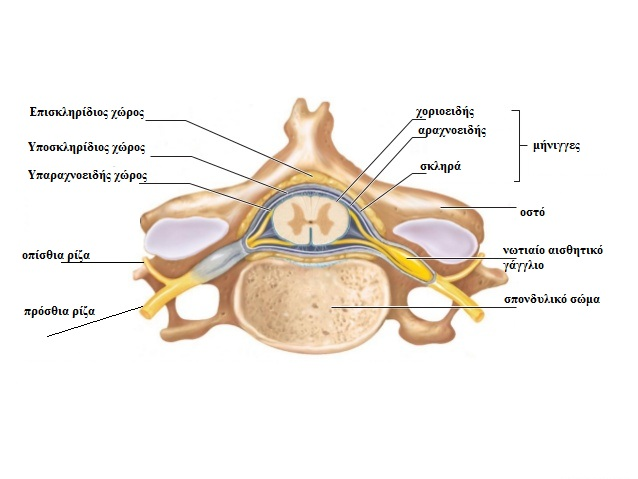 Επισκληρίδιος χώρος
Υποσκληρίδιος χώρος
Υπαραχνοειδής χώρος
οπίσθια ρίζα
πρόσθια ρίζα
χοριοειδής
αραχνοειδής
σκληρά
μήνιγγες
οστό
νωτιαίο αισθητικό
γάγγλιο
σπονδυλικό σώμα